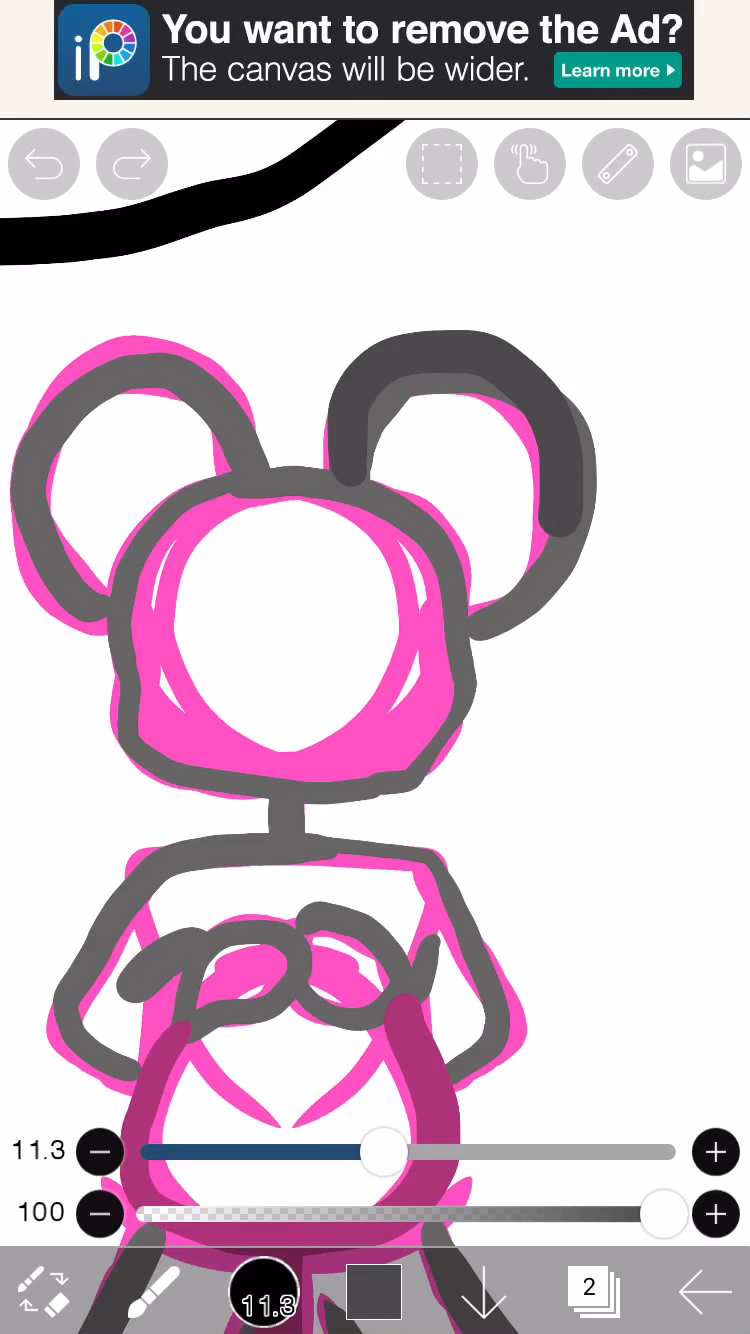 iP
You want to remove the Ad?
The canvas will be wider.
Learn more
11.3
100
11.3
2